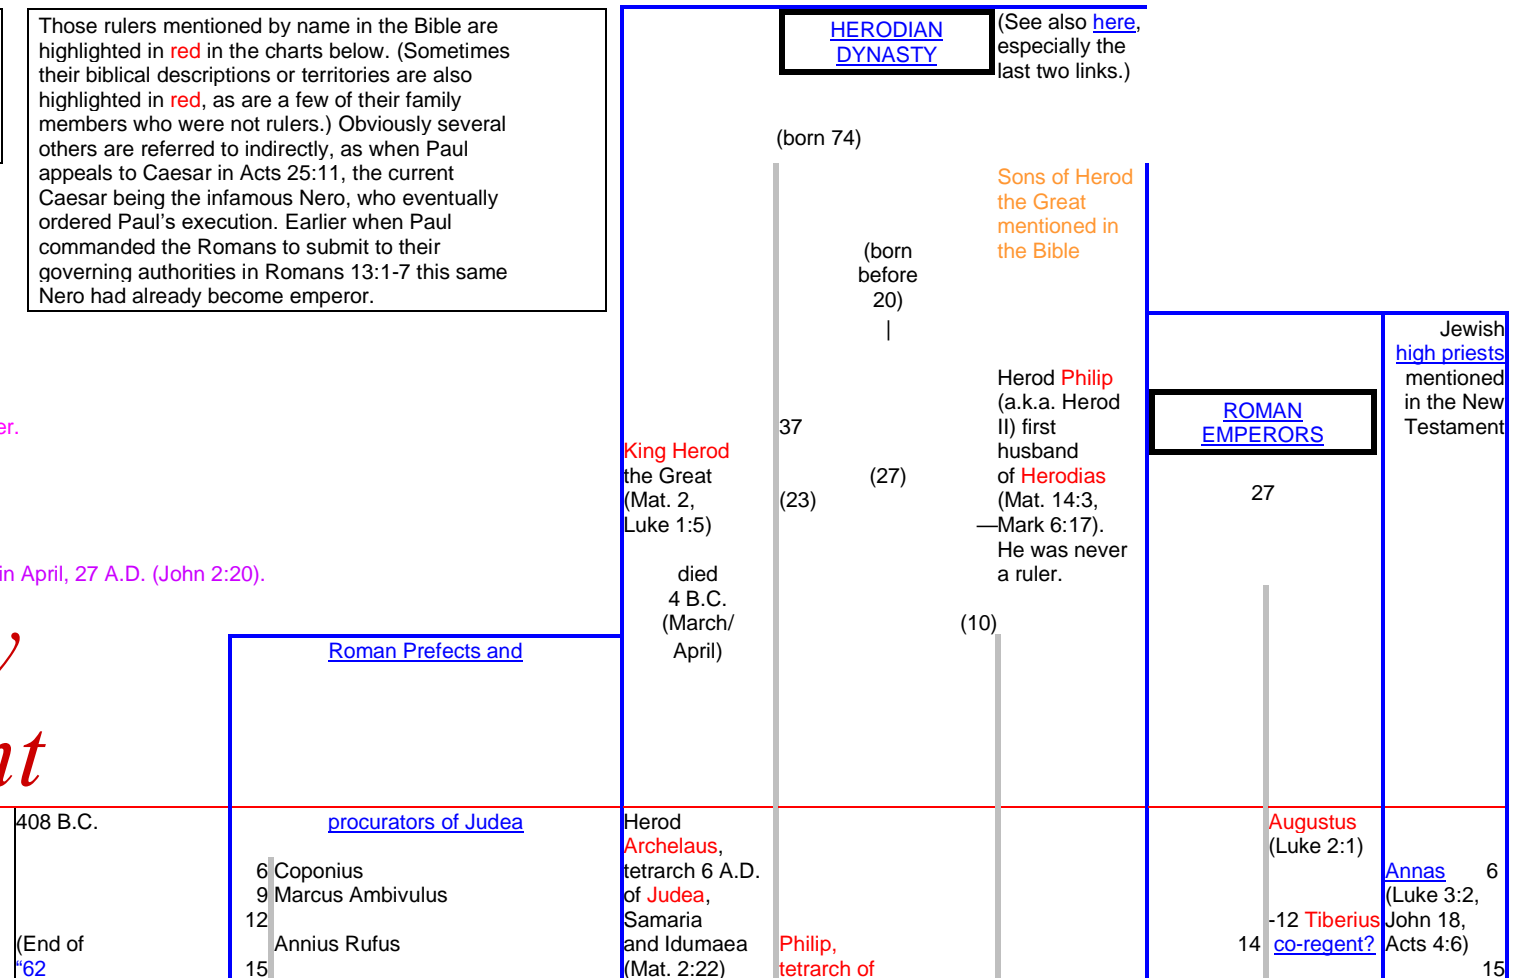 Those rulers mentioned by name in the Bible are
highlighted in red in the charts below. (Sometimes
their biblical descriptions or territories are also
highlighted in red, as are a few of their family
members who were not rulers.) Obviously several
others are referred to indirectly, as when Paul
appeals to Caesar in Acts 25:11, the current
Caesar being the infamous Nero, who eventually
ordered Paul's execution. Earlier when Paul
commanded the Romans to submit to their
governing authorities in Romans 13:1-7 this same
Nero had already become emperor.
HERODIAN
DYNASTY
(See also here,
especially the
last two links.)
(born 74)
Sons of Herod
the Great
mentioned in
the Bible
(born
before
20)
|
Jewish
high priests
mentioned
in the New
Testament
Herod Philip
(a.k.a. Herod
II) first
husband
of Herodias
(Mat. 14:3,
—Mark 6:17).
He was never
a ruler.
ROMAN
EMPERORS
er.
37
King Herod
the Great
(Mat. 2,
Luke 1:5)
(27)
(23)
27
in April, 27 A.D. (John 2:20).
died
4 B.C.
(March/
April)
(10)
y
nt
Roman Prefects and
408 B.C.
procurators of Judea
Herod
Archelaus,
tetrarch 6 A.D.
of Judea,
Samaria
and Idumaea
(Mat. 2:22)
Augustus
(Luke 2:1)
6 Coponius
9 Marcus Ambivulus
12
Annius Rufus
15
Annas 6
(Luke 3:2,
John 18,
Acts 4:6)
15
-12 Tiberius
14 co-regent?
(End of
“62
Philip,
tetrarch of